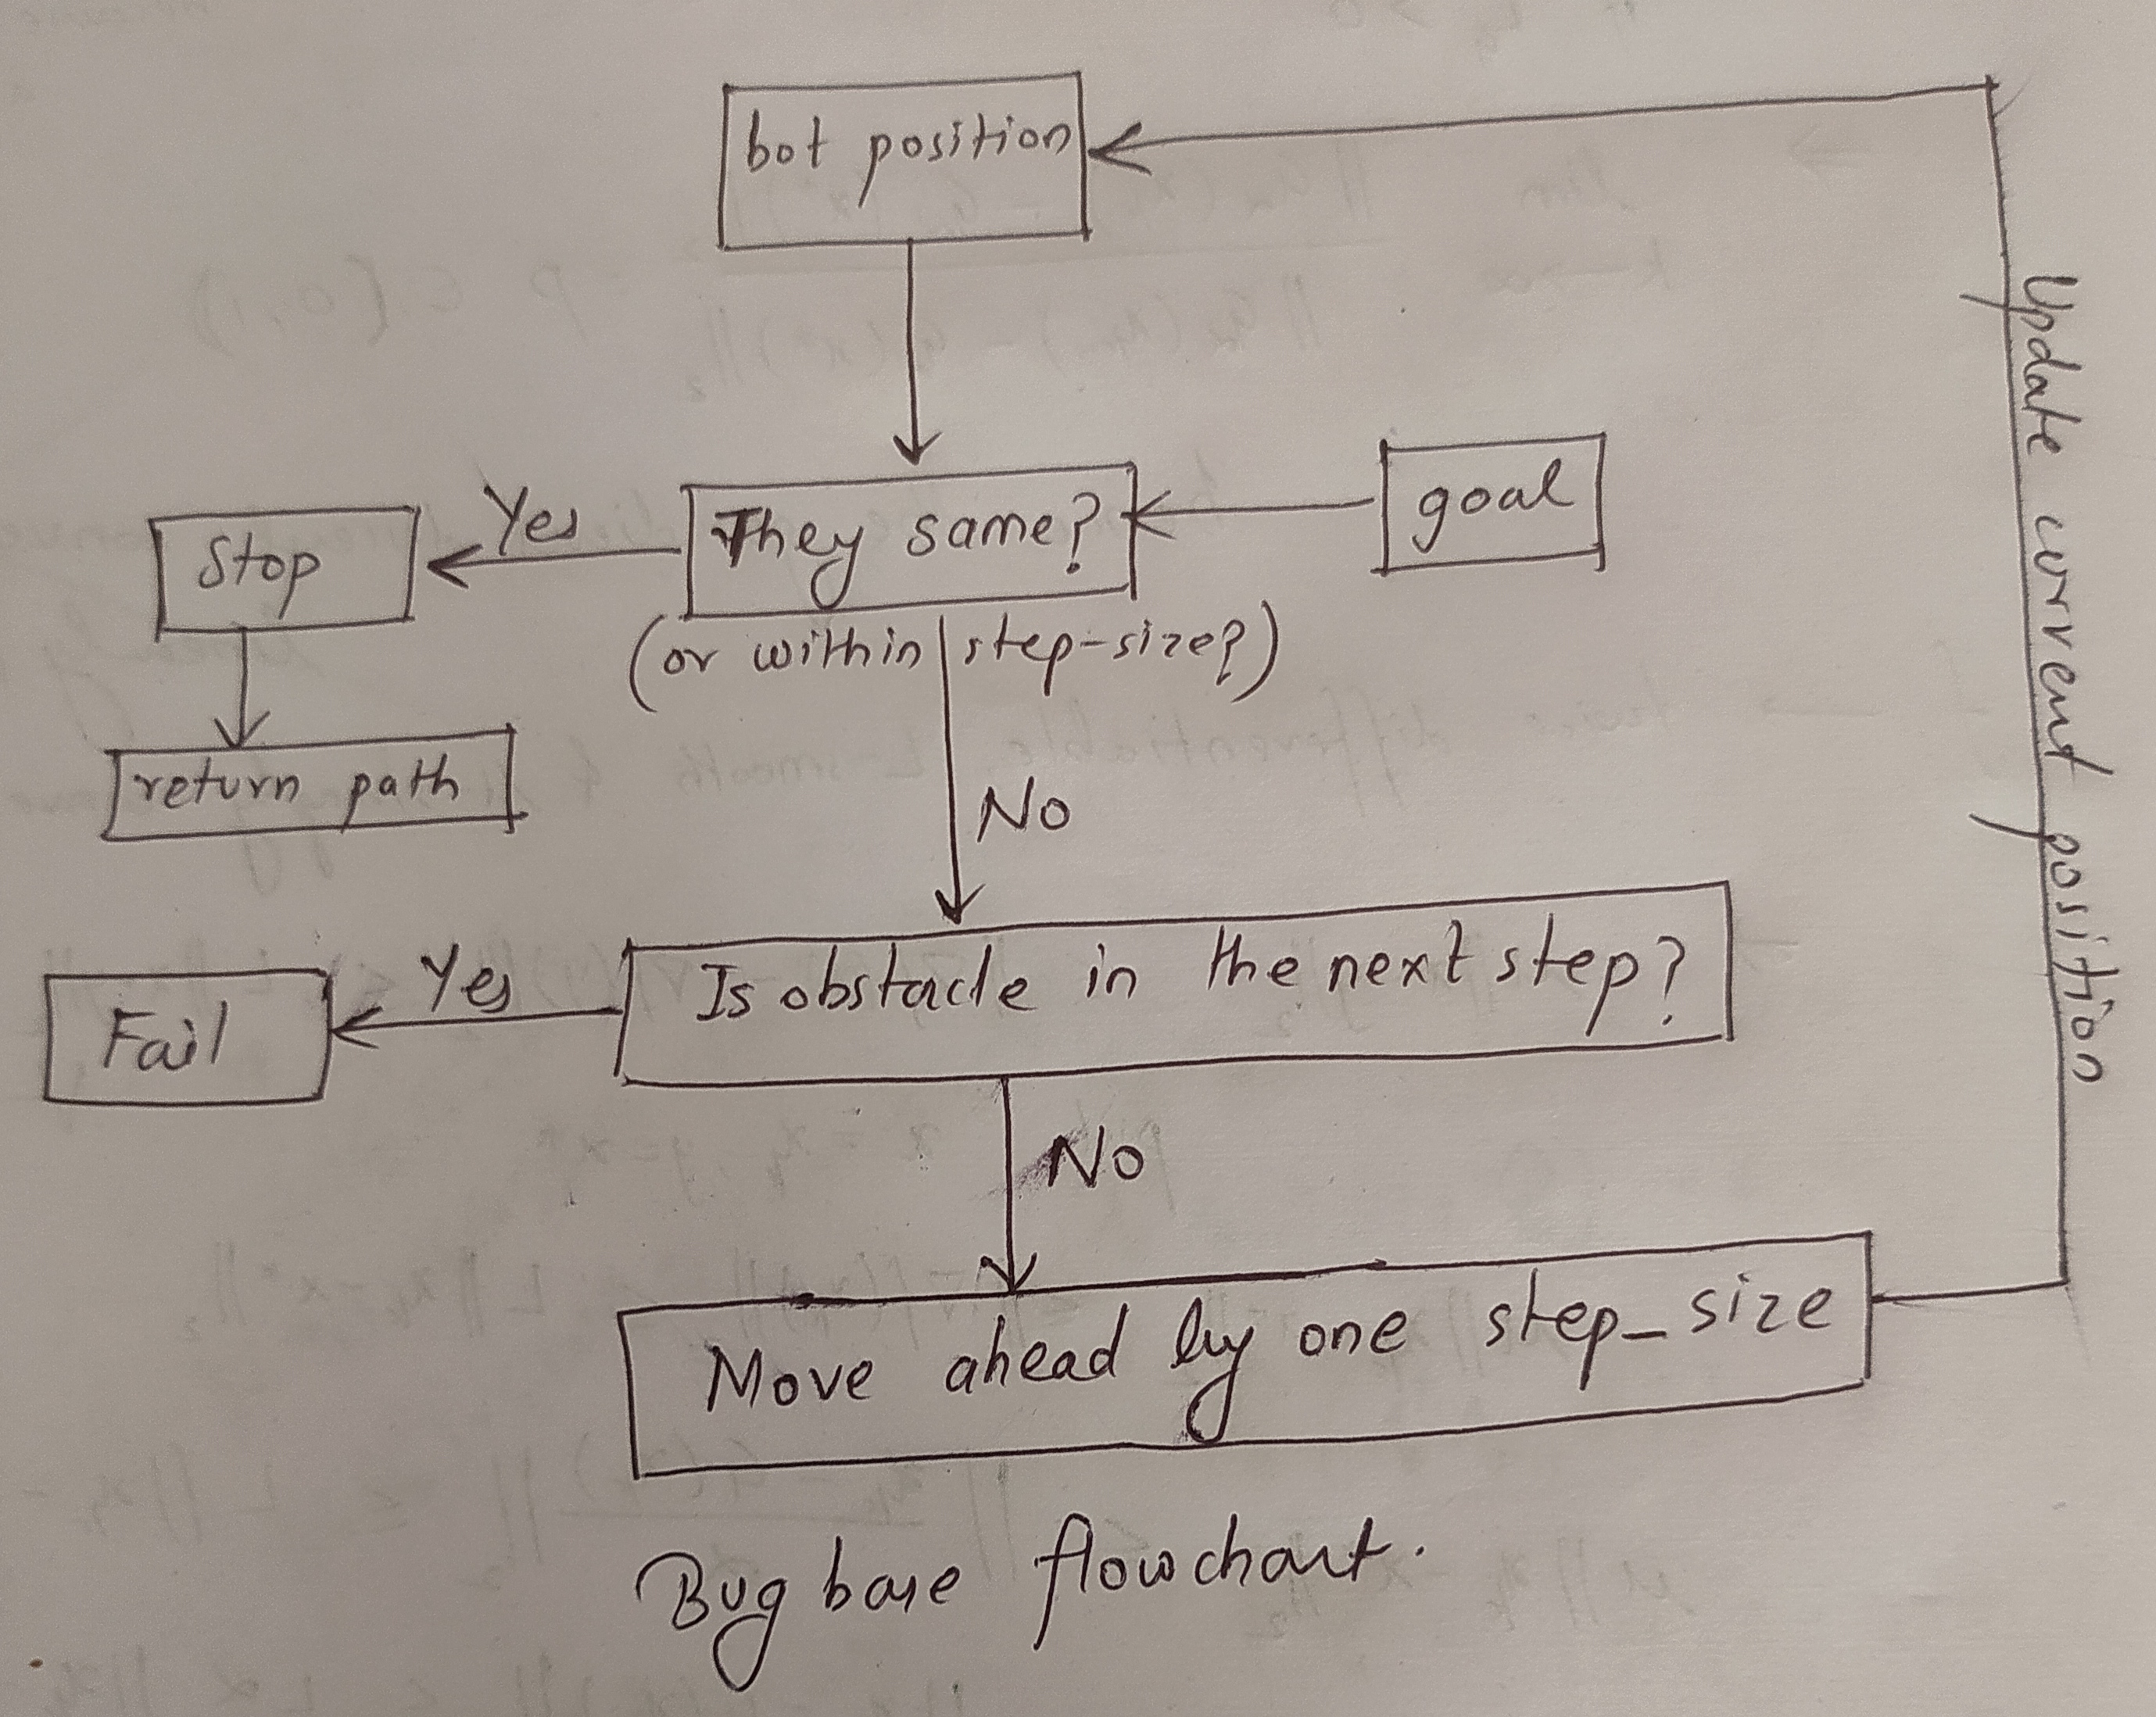 bot position
They same?
goal
Yes
Stop
(or within step-size?)
return path
No
Update current position
Is obstacle in the next step?
Yes
Fail
No
Move ahead by one step_size
Bug base flowchart.